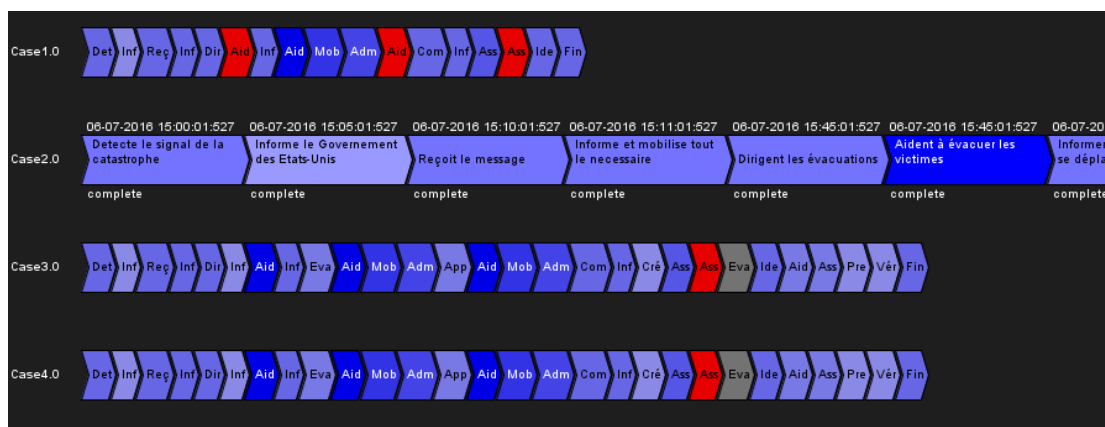 Case1.0 Det Inf Reç Inf Dir Aid Inf Aid Mob Adm Aid Com Inf Ass Ass Ide Fin
06-07-2016 15:00:01:527 06-07-2016 15:05:01:527 06-07-2016 15:10:01:527 06-07-2016 15:11:01:527 06-07-2016 15:45:01:527 06-07-2016 15:45:01:527 06-07-20
Case2.0
Detecte le signal de la
catastrophe
Informe le Governement
des Etats-Unis
Reçoit le message
Informe et mobilise tout
le necessaire
Dirigent les évacuations
Aident à évacuer les
victimes
Informer
se dépla
complete complete complete complete complete complete complete
Case3.0 Det Inf Reç Inf Dir Inf Aid Inf Eva Aid Mob Adm App Aid Mob Adm Com Inf Cré Ass Ass Eva Ide Aid Ass Pre Vér Fin
Case4.0 Det Inf Reç Inf Dir Inf Aid Inf Eva Aid Mob Adm App Aid Mob Adm Com Inf Cré Ass Ass Eva Ide Aid Ass Pre Vér Fin